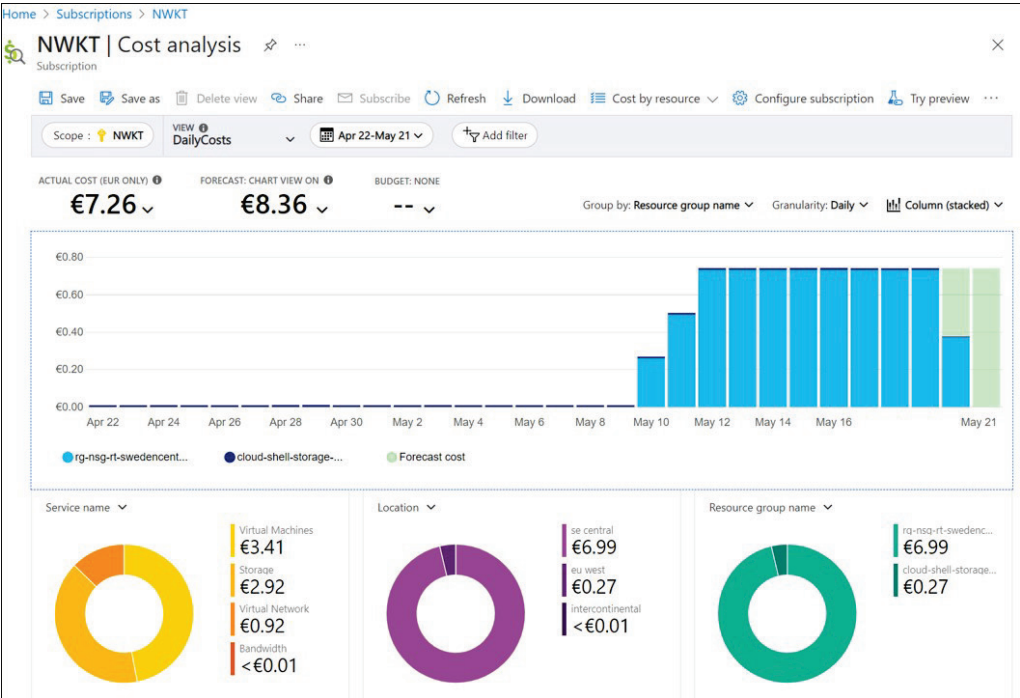 Home > Subscriptions > NWKT
NWKT | Cost analysis ...
Subscription
Save Save as Delete view Share Subscribe Refresh Download Cost by resource Configure subscription Try preview ...
Scope : NWKT VIEW DailyCosts Apr 22-May 21 Add filter
ACTUAL COST (EUR ONLY) FORECAST: CHART VIEW ON BUDGET: NONE
€7.26 €8.36 --
Group by: Resource group name Granularity: Daily Column (stacked)
€0.80
€0.60
€0.40
€0.20
€0.00
Apr 22 Apr 24 Apr 26 Apr 28 Apr 30 May 2 May 4 May 6 May 8 May 10 May 12 May 14 May 16 May 21
rg-nsg-rt-swedencent... cloud-shell-storage-... Forecast cost
Service name
Virtual Machines
€3.41
Storage
€2.92
Virtual Network
€0.92
Bandwidth
<€0.01
Location
se central
€6.99
eu west
€0.27
intercontinental
<€0.01
Resource group name
rg-nsg-rt-swedenc...
€6.99
cloud-shell-storage...
€0.27